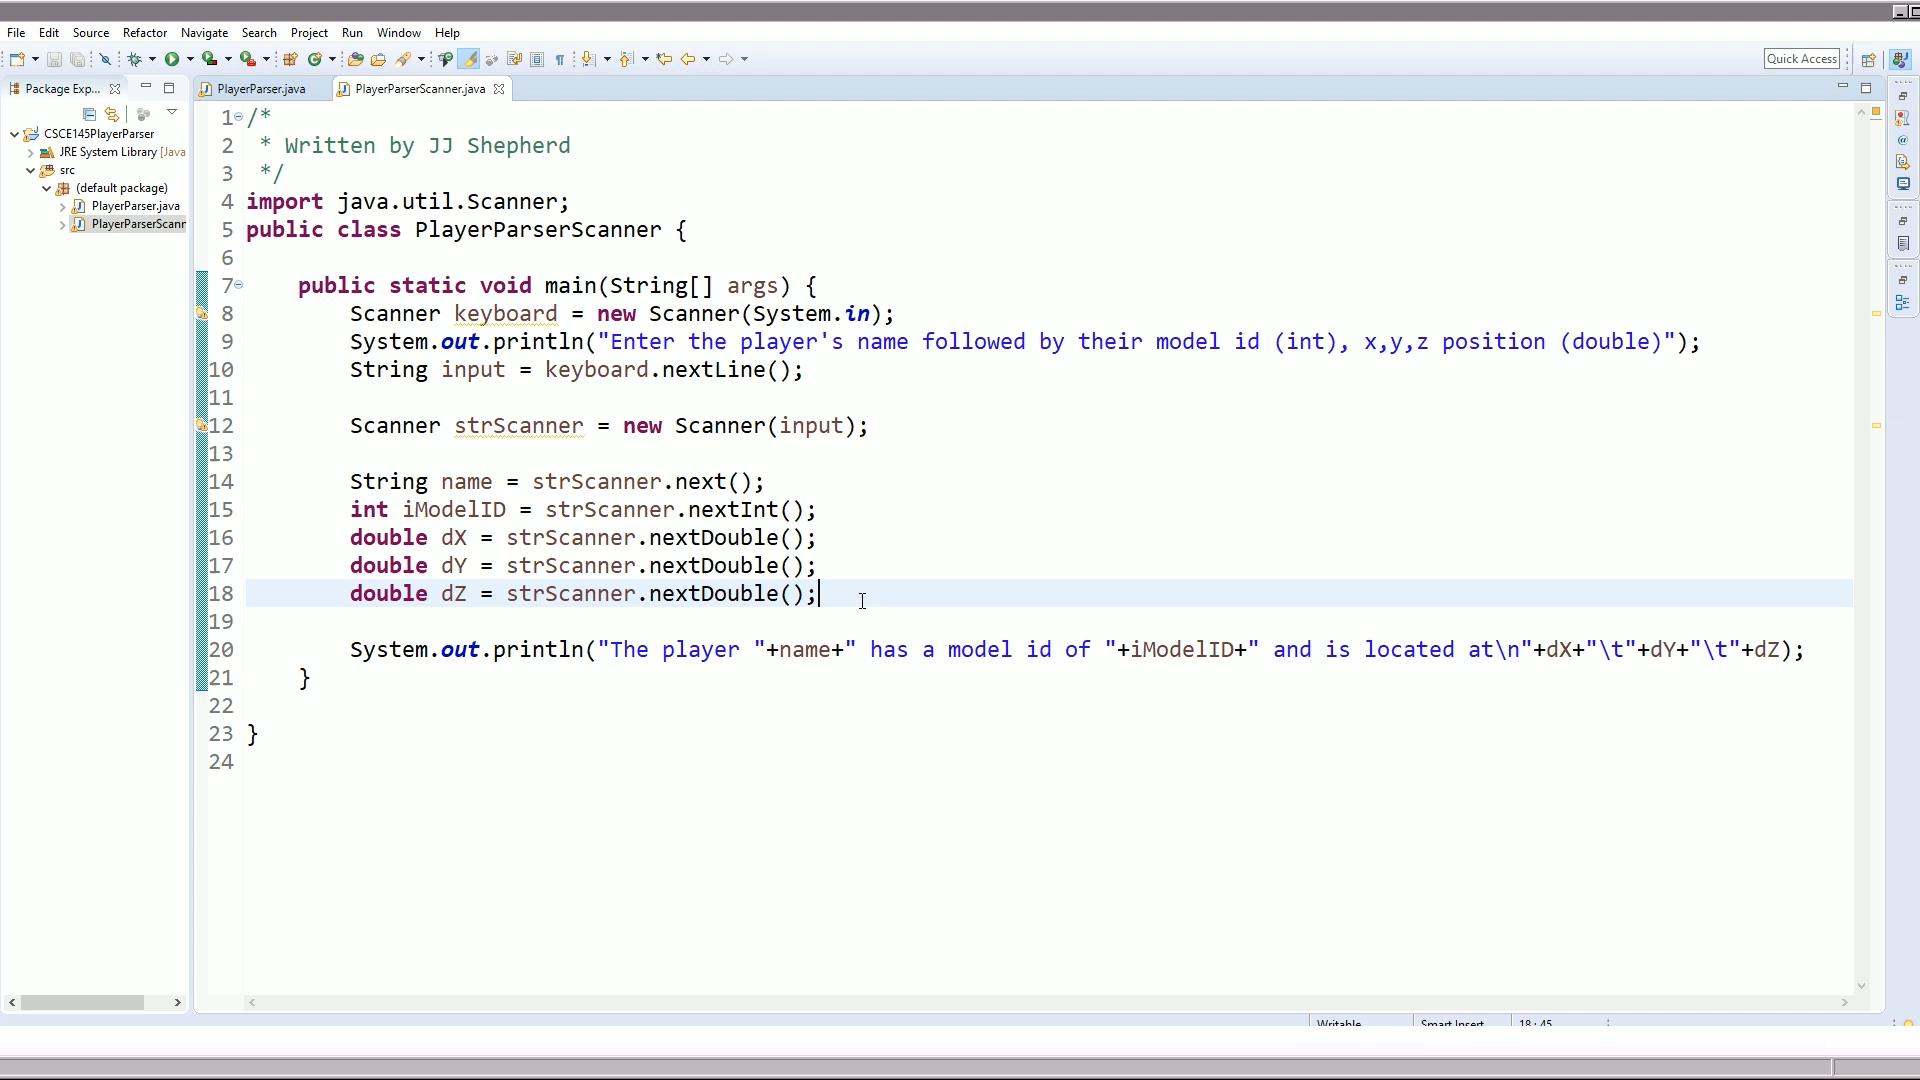 File Edit Source Refactor Navigate Search Project Run Window Help
Quick Access
Package Exp...
CSCE145PlayerParser
JRE System Library [Java
src
(default package)
PlayerParser.java
PlayerParserScanr
PlayerParser.java
PlayerParserScanner.java
1 /*
2  * Written by JJ Shepherd
3  */
4 import java.util.Scanner;
5 public class PlayerParserScanner {
6
7     public static void main(String[] args) {
8         Scanner keyboard = new Scanner(System.in);
9         System.out.println("Enter the player's name followed by their model id (int), x,y,z position (double)");
10         String input = keyboard.nextLine();
11
12         Scanner strScanner = new Scanner(input);
13
14         String name = strScanner.next();
15         int iModelID = strScanner.nextInt();
16         double dX = strScanner.nextDouble();
17         double dY = strScanner.nextDouble();
18         double dZ = strScanner.nextDouble();
19
20         System.out.println("The player "+name+" has a model id of "+iModelID+" and is located at\n"+dX+"\t"+dY+"\t"+dZ);
21     }
22
23 }
24
Writable Smart Insert 18 : 45